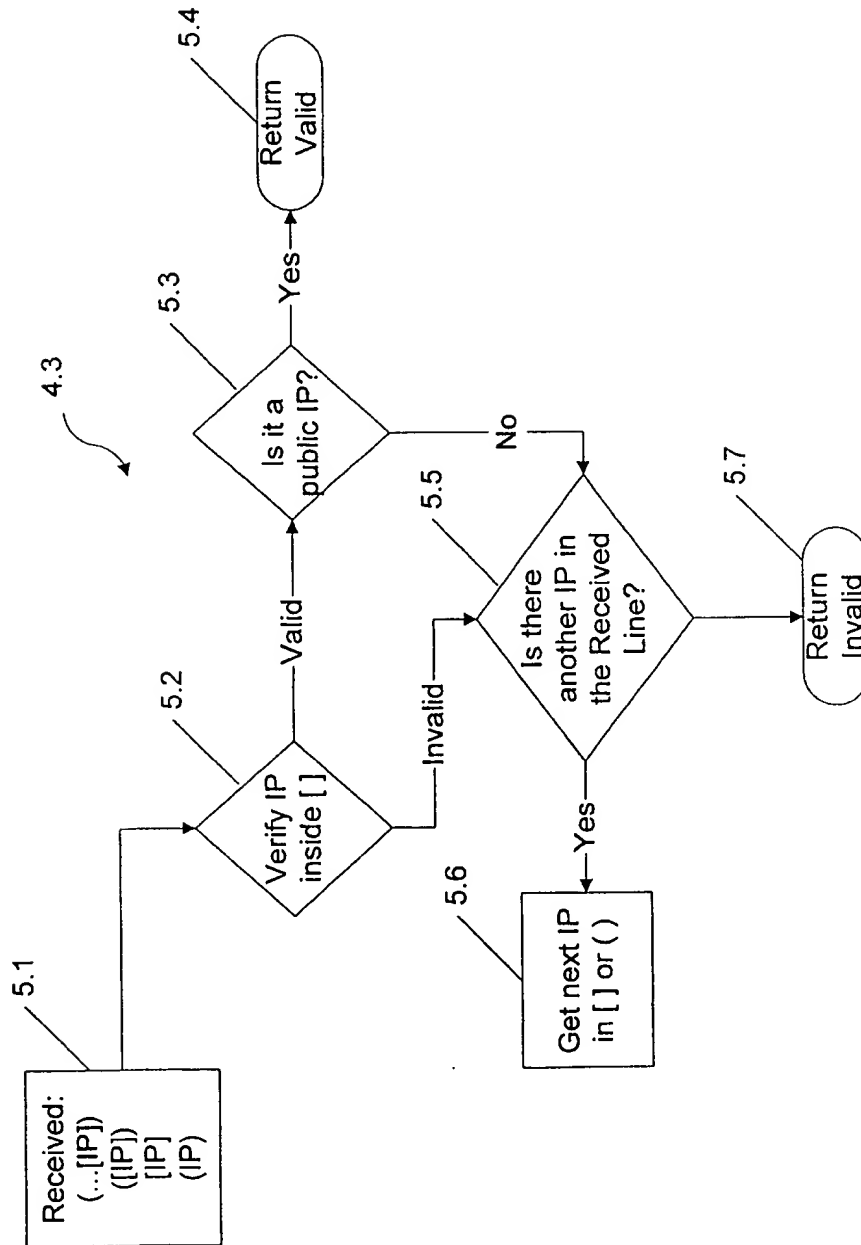 4.3
5.1
Received:
(...[IP])
([IP])
[IP]
(IP)
5.2
Verify IP
inside [ ]
Valid
Invalid
5.3
Is it a
public IP?
Yes
No
5.4
Return
Valid
5.5
Is there
another IP in
the Received
Line?
Yes
5.6
Get next IP
in [ ] or ( )
5.7
Return
Invalid